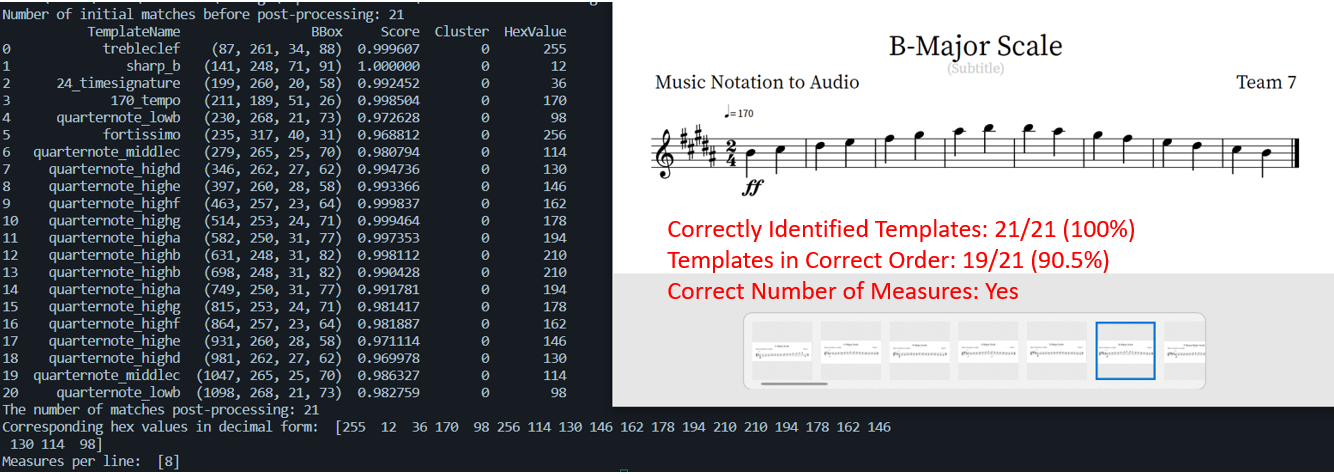 Number of initial matches before post-processing: 21
TemplateName BBox Score Cluster HexValue
0 trebleclef (87, 261, 34, 88) 0.999607 0 255
1 sharp_b (141, 248, 71, 91) 1.000000 0 12
2 24_timesignature (199, 260, 20, 58) 0.992452 0 36
3 170_tempo (211, 189, 51, 26) 0.998504 0 170
4 quarternote_lowb (230, 268, 21, 73) 0.972628 0 98
5 fortissimo (235, 317, 40, 31) 0.968812 0 256
6 quarternote_middlec (279, 265, 25, 70) 0.980794 0 114
7 quarternote_highd (346, 262, 27, 62) 0.994736 0 130
8 quarternote_highe (397, 260, 28, 58) 0.993366 0 146
9 quarternote_highf (463, 257, 23, 64) 0.999837 0 162
10 quarternote_highg (514, 253, 24, 71) 0.999464 0 178
11 quarternote_higha (582, 250, 31, 77) 0.997353 0 194
12 quarternote_highb (631, 248, 31, 82) 0.998112 0 210
13 quarternote_highb (698, 248, 31, 82) 0.990428 0 210
14 quarternote_higha (749, 250, 31, 77) 0.991781 0 194
15 quarternote_highg (815, 253, 24, 71) 0.981417 0 178
16 quarternote_highf (864, 257, 23, 64) 0.981887 0 162
17 quarternote_highe (931, 260, 28, 58) 0.971114 0 146
18 quarternote_highd (981, 262, 27, 62) 0.969978 0 130
19 quarternote_middlec (1047, 265, 25, 70) 0.986327 0 114
20 quarternote_lowb (1098, 268, 21, 73) 0.982759 0 98
The number of matches post-processing: 21
Corresponding hex values in decimal form: [255 12 36 170 98 256 114 130 146 162 178 194 210 210 194 178 162 146
130 114 98]
Measures per line: [8]
B-Major Scale
(Subtitle)
Music Notation to Audio Team 7
♩= 170
2
4
ff
Correctly Identified Templates: 21/21 (100%)
Templates in Correct Order: 19/21 (90.5%)
Correct Number of Measures: Yes